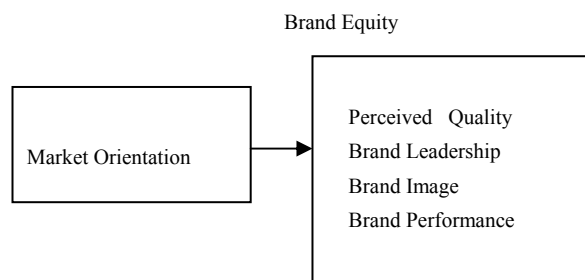 Brand Equity
Market Orientation
Perceived Quality
Brand Leadership
Brand Image
Brand Performance